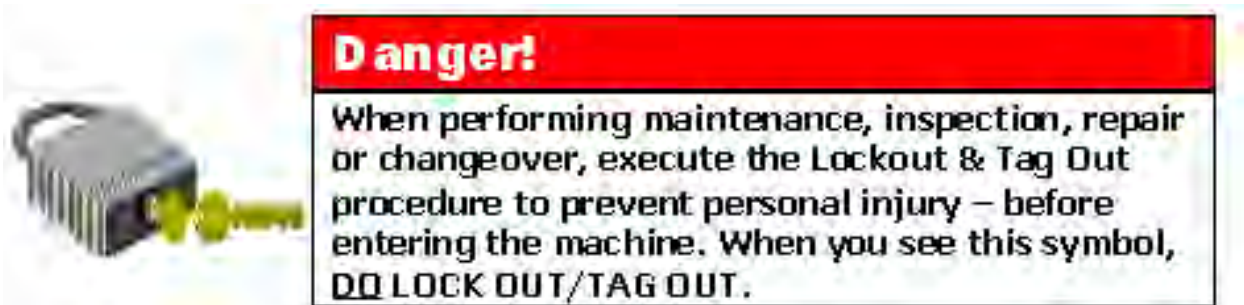 Danger!
When performing maintenance, inspection, repair
or changeover, execute the Lockout & Tag Out
procedure to prevent personal injury – before
entering the machine. When you see this symbol,
DO LOCK OUT/TAG OUT.